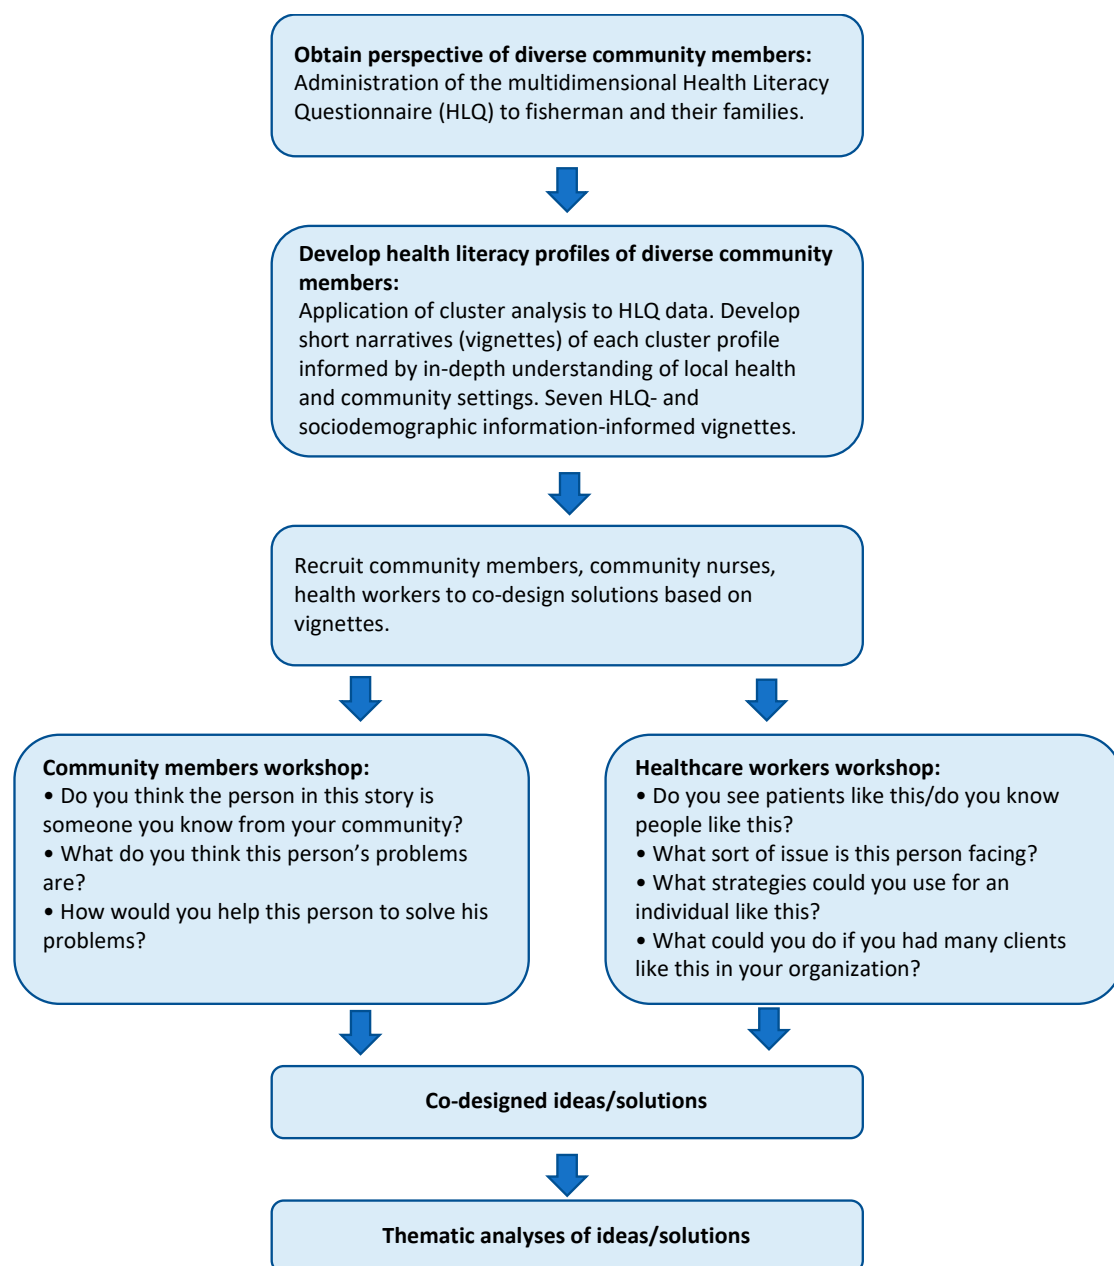 Obtain perspective of diverse community members:
Administration of the multidimensional Health Literacy
Questionnaire (HLQ) to fisherman and their families.
Develop health literacy profiles of diverse community
members:
Application of cluster analysis to HLQ data. Develop
short narratives (vignettes) of each cluster profile
informed by in-depth understanding of local health
and community settings. Seven HLQ- and
sociodemographic information-informed vignettes.
Recruit community members, community nurses,
health workers to co-design solutions based on
vignettes.
Community members workshop:
• Do you think the person in this story is
someone you know from your community?
• What do you think this person’s problems
are?
• How would you help this person to solve his
problems?
Healthcare workers workshop:
• Do you see patients like this/do you know
people like this?
• What sort of issue is this person facing?
• What strategies could you use for an
individual like this?
• What could you do if you had many clients
like this in your organization?
Co-designed ideas/solutions
Thematic analyses of ideas/solutions